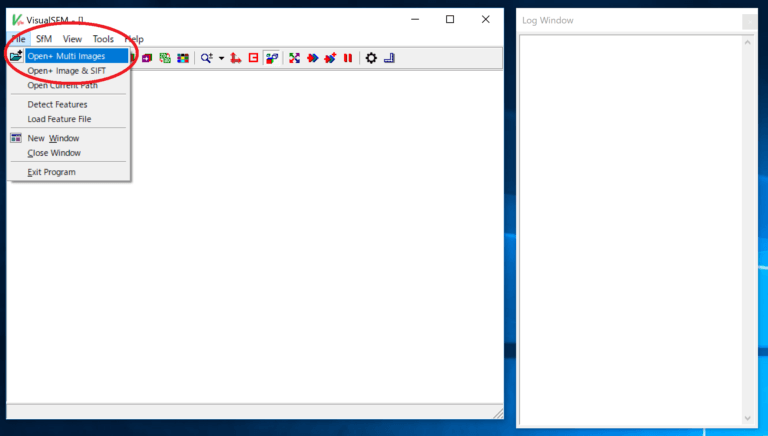 VisualSFM - []
File SfM View Tools Help
Open+ Multi Images
Open+ Image & SIFT
Open Current Path
Detect Features
Load Feature File
New Window
Close Window
Exit Program
Log Window